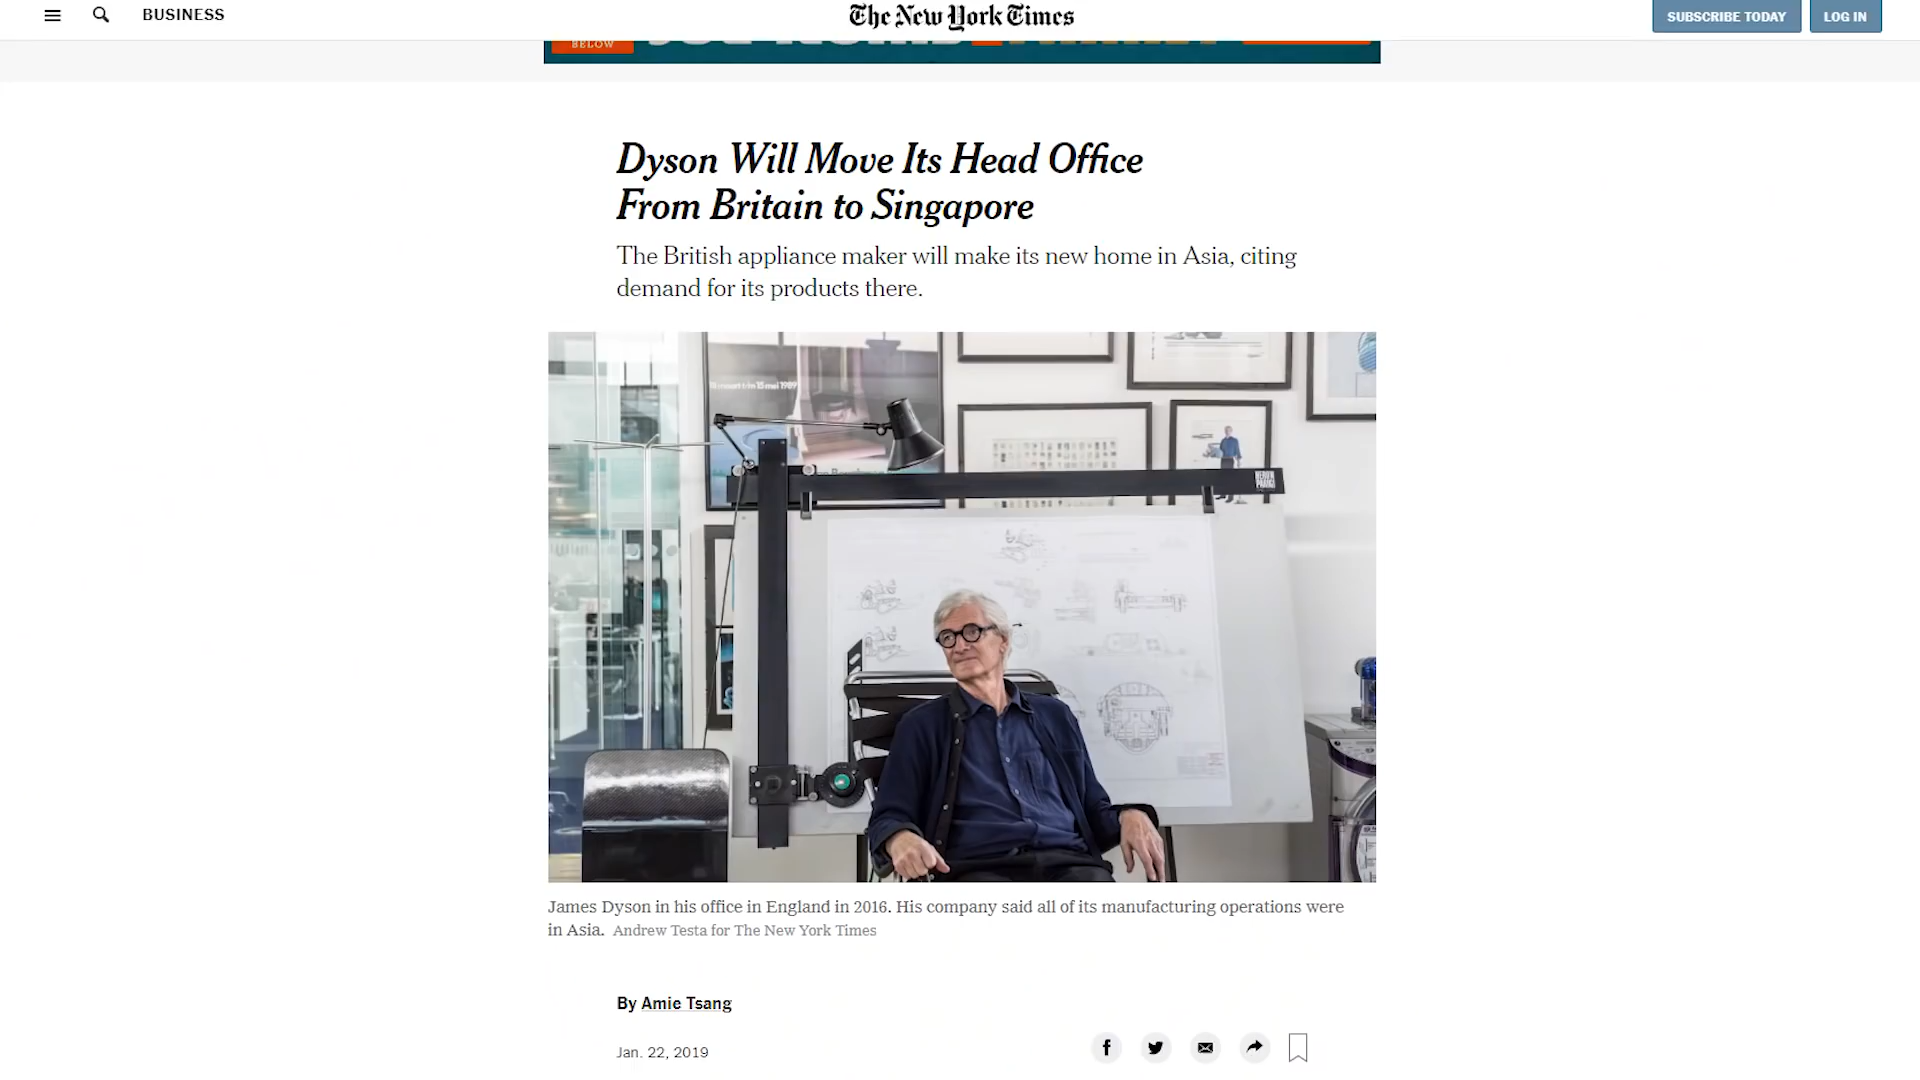 BUSINESS
The New York Times
SUBSCRIBE TODAY
LOG IN
BELOW
Dyson Will Move Its Head Office
From Britain to Singapore
The British appliance maker will make its new home in Asia, citing
demand for its products there.
James Dyson in his office in England in 2016. His company said all of its manufacturing operations were
in Asia. Andrew Testa for The New York Times
By Amie Tsang
Jan. 22, 2019